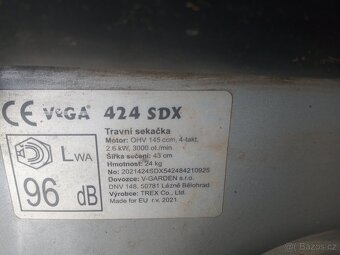 CE VeGA 424 SDX
Travní sekačka
Motor: OHV 145 ccm, 4-takt,
2.6 kW, 3000 ot./min
Šířka sečení: 43 cm
Hmotnost: 24 kg
No: 2021424SDX542484210925
Dovozce: V-GARDEN s.r.o.
DNV 148, 50781 Lázně Bělohrad
Výrobce: TREX Co., Ltd.
Made for EU r.v. 2021
LWA
96 dB
Bazoš.cz